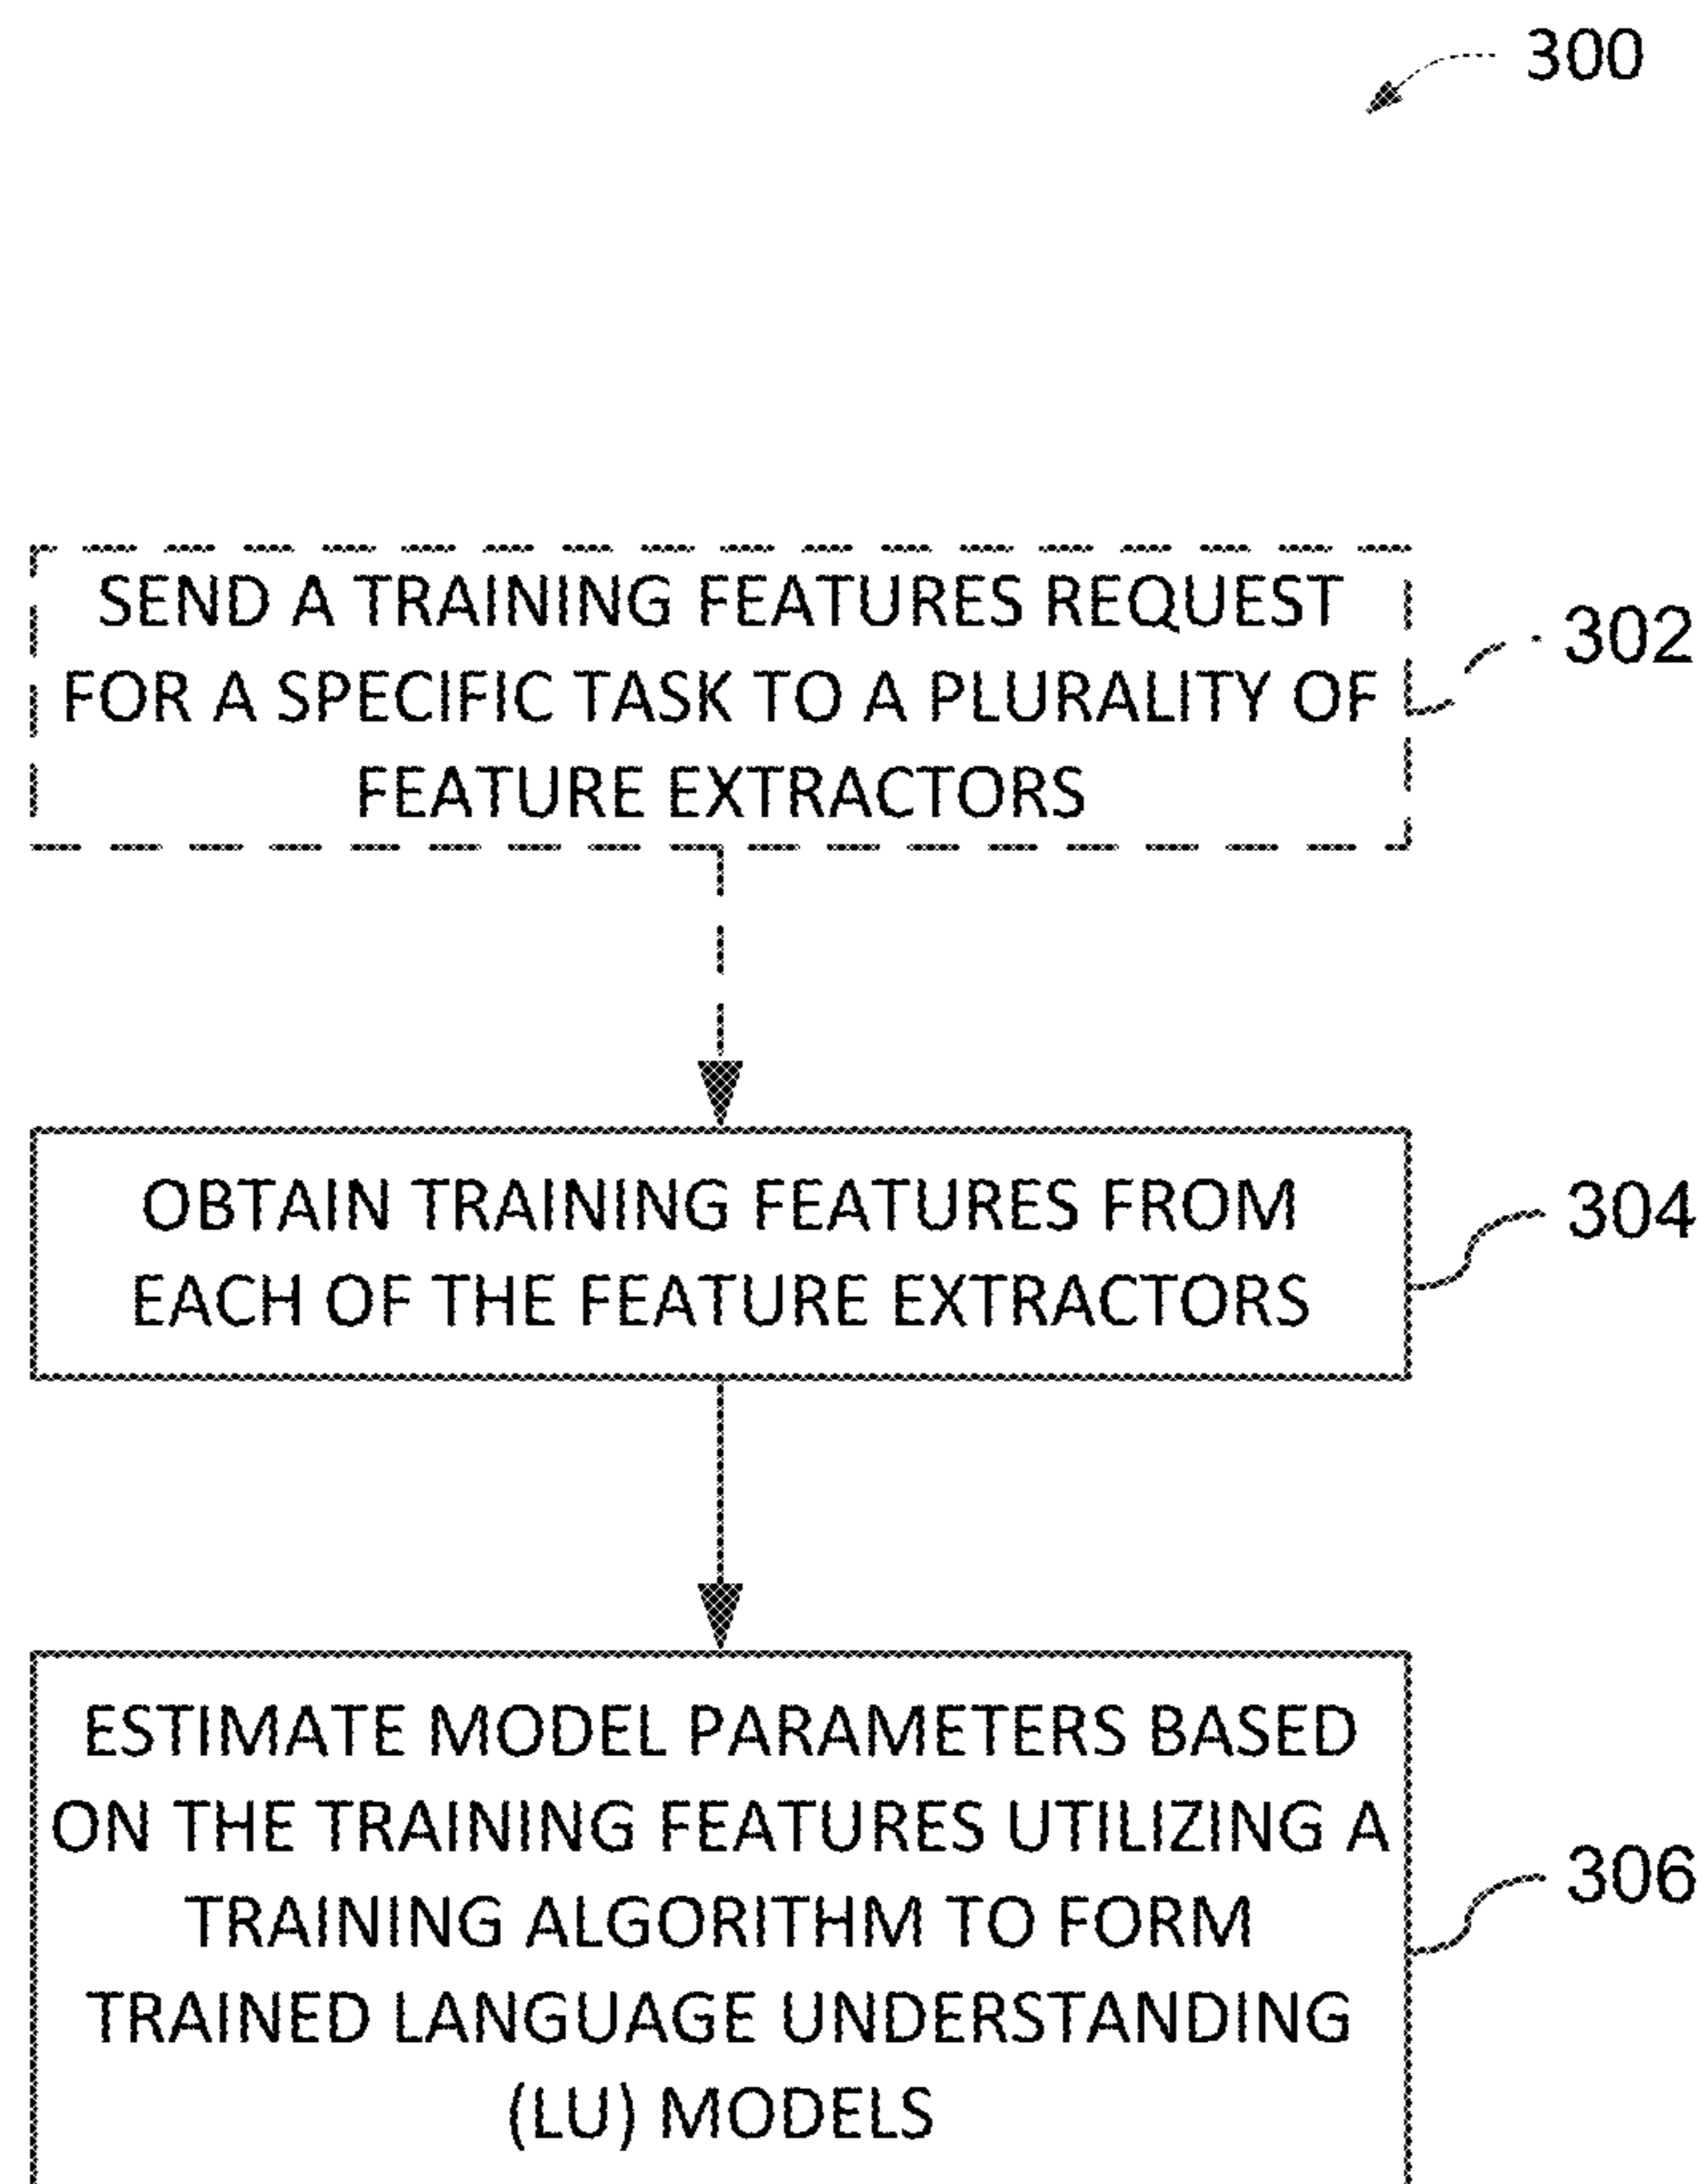 300
SEND A TRAINING FEATURES REQUEST
FOR A SPECIFIC TASK TO A PLURALITY OF
FEATURE EXTRACTORS
302
OBTAIN TRAINING FEATURES FROM
EACH OF THE FEATURE EXTRACTORS
304
ESTIMATE MODEL PARAMETERS BASED
ON THE TRAINING FEATURES UTILIZING A
TRAINING ALGORITHM TO FORM
TRAINED LANGUAGE UNDERSTANDING
(LU) MODELS
306